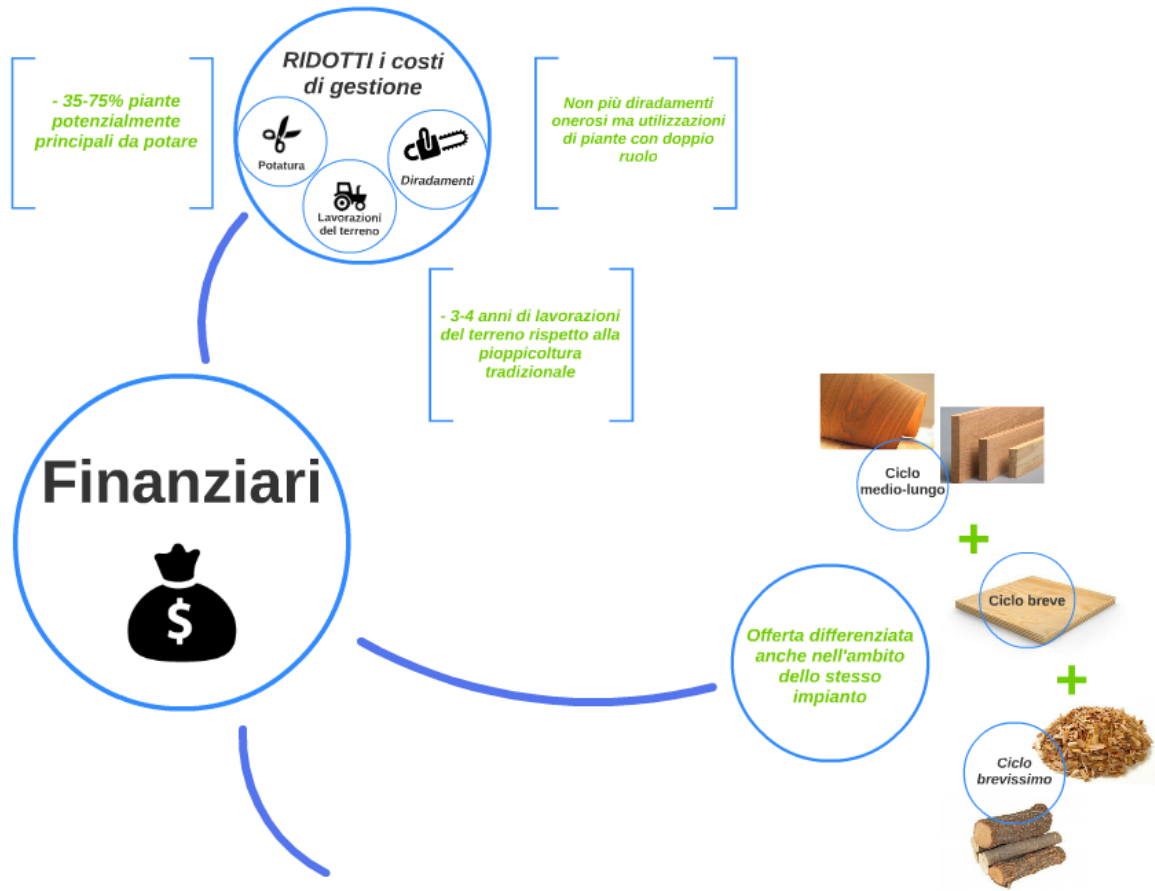 RIDOTTI i costi
di gestione
Potatura
Lavorazioni
del terreno
Diradamenti
- 35-75% piante
potenzialmente
principali da potare
Non più diradamenti
onerosi ma utilizzazioni
di piante con doppio
ruolo
- 3-4 anni di lavorazioni
del terreno rispetto alla
pioppicoltura
tradizionale
Finanziari
$
Offerta differenziata
anche nell'ambito
dello stesso
impianto
Ciclo
medio-lungo
+
Ciclo breve
+
Ciclo
brevissimo